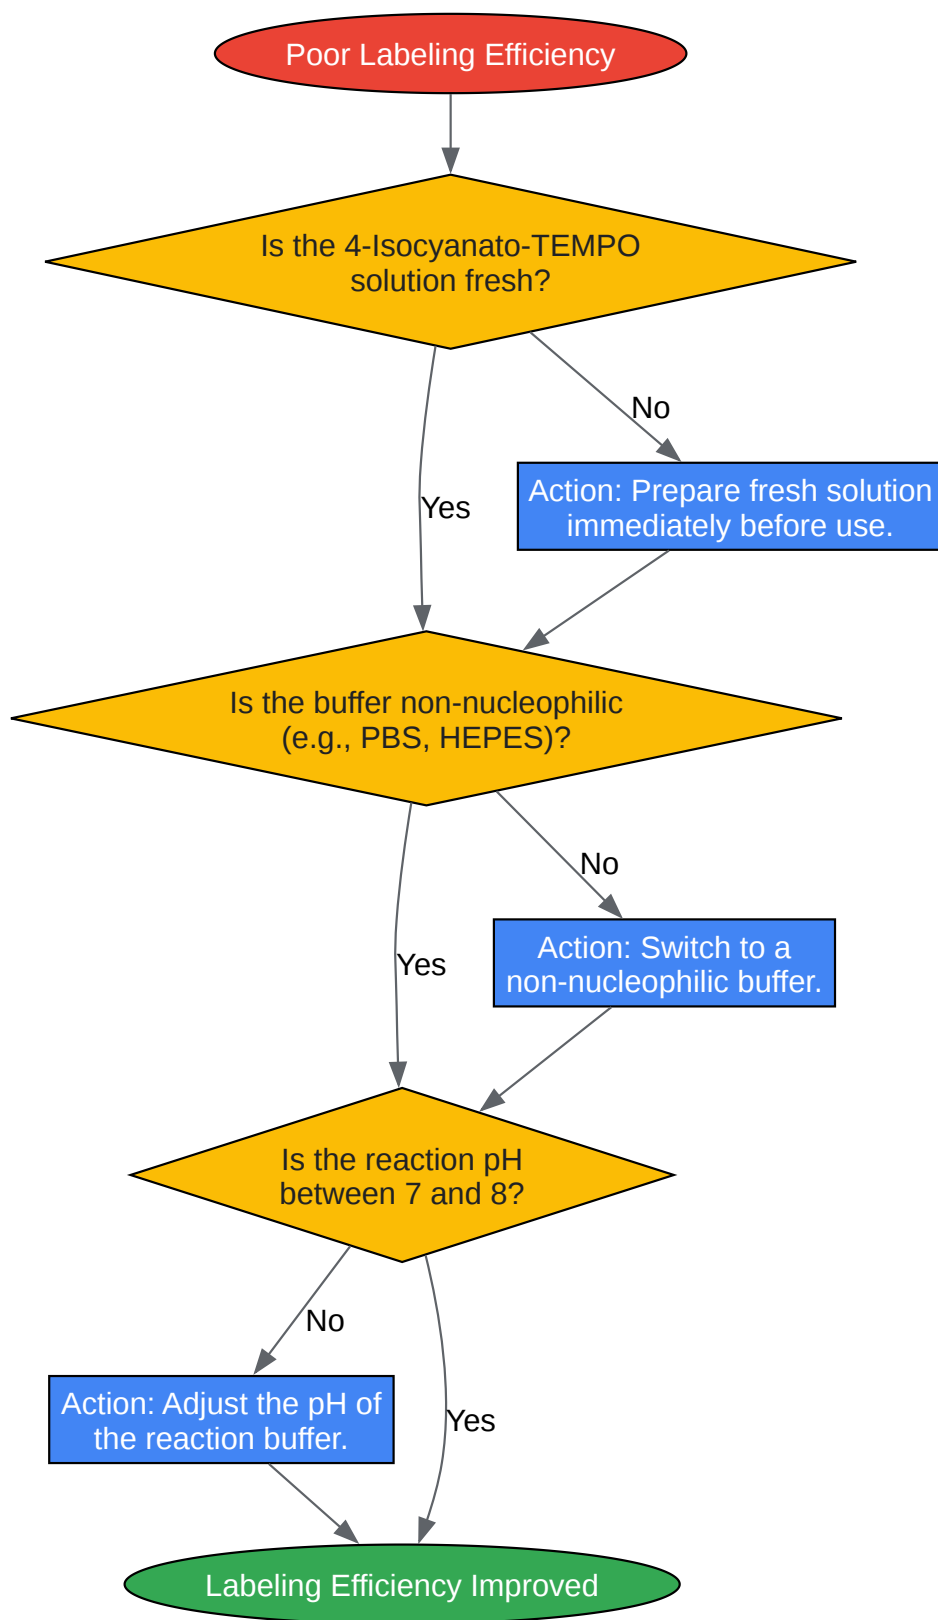 Poor Labeling Efficiency
Is the 4-Isocyanato-TEMPO
solution fresh?
No
Action: Prepare fresh solution
immediately before use.
Yes
Is the buffer non-nucleophilic
(e.g., PBS, HEPES)?
No
Action: Switch to a
non-nucleophilic buffer.
Yes
Is the reaction pH
between 7 and 8?
No
Action: Adjust the pH of
the reaction buffer.
Yes
Labeling Efficiency Improved